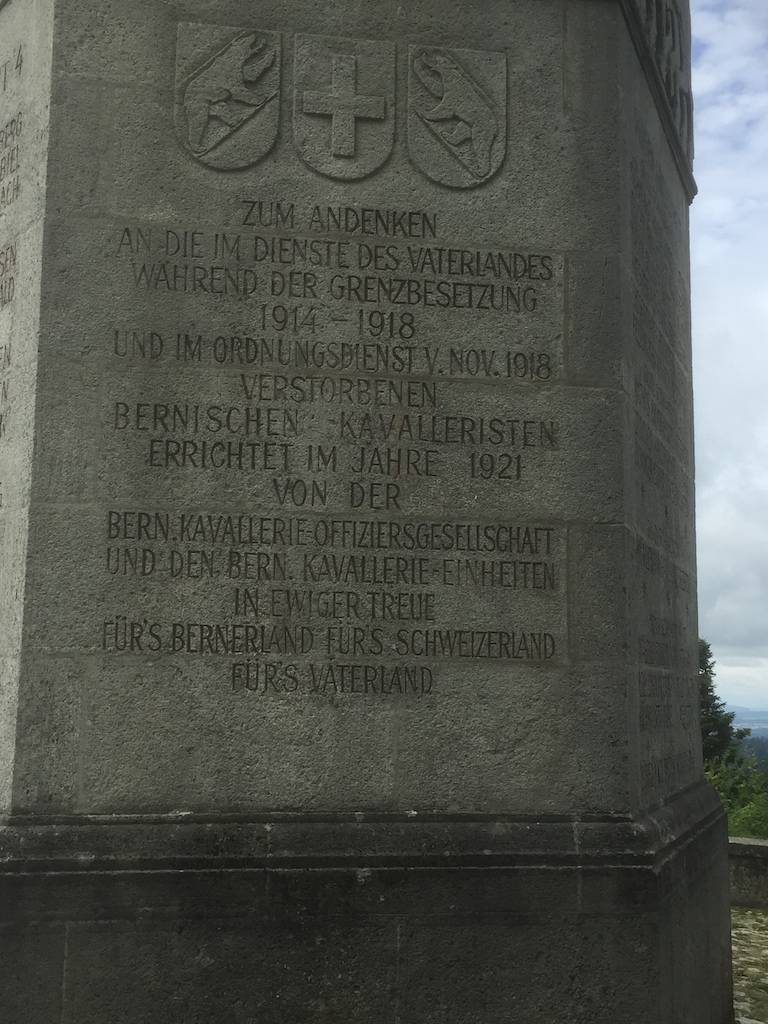 ZUM ANDENKEN
AN DIE IM DIENSTE DES VATERLANDES
WÄHREND DER GRENZBESETZUNG
1914 - 1918
UND IM ORDNUNGSDIENST V. NOV. 1918
VERSTORBENEN
BERNISCHEN KAVALLERISTEN
ERRICHTET IM JAHRE 1921
VON DER
BERN. KAVALLERIE-OFFIZIERSGESELLSCHAFT
UND DEN BERN. KAVALLERIE-EINHEITEN
IN EWIGER TREUE
FÜR'S BERNERLAND FÜR'S SCHWEIZERLAND
FÜR'S VATERLAND